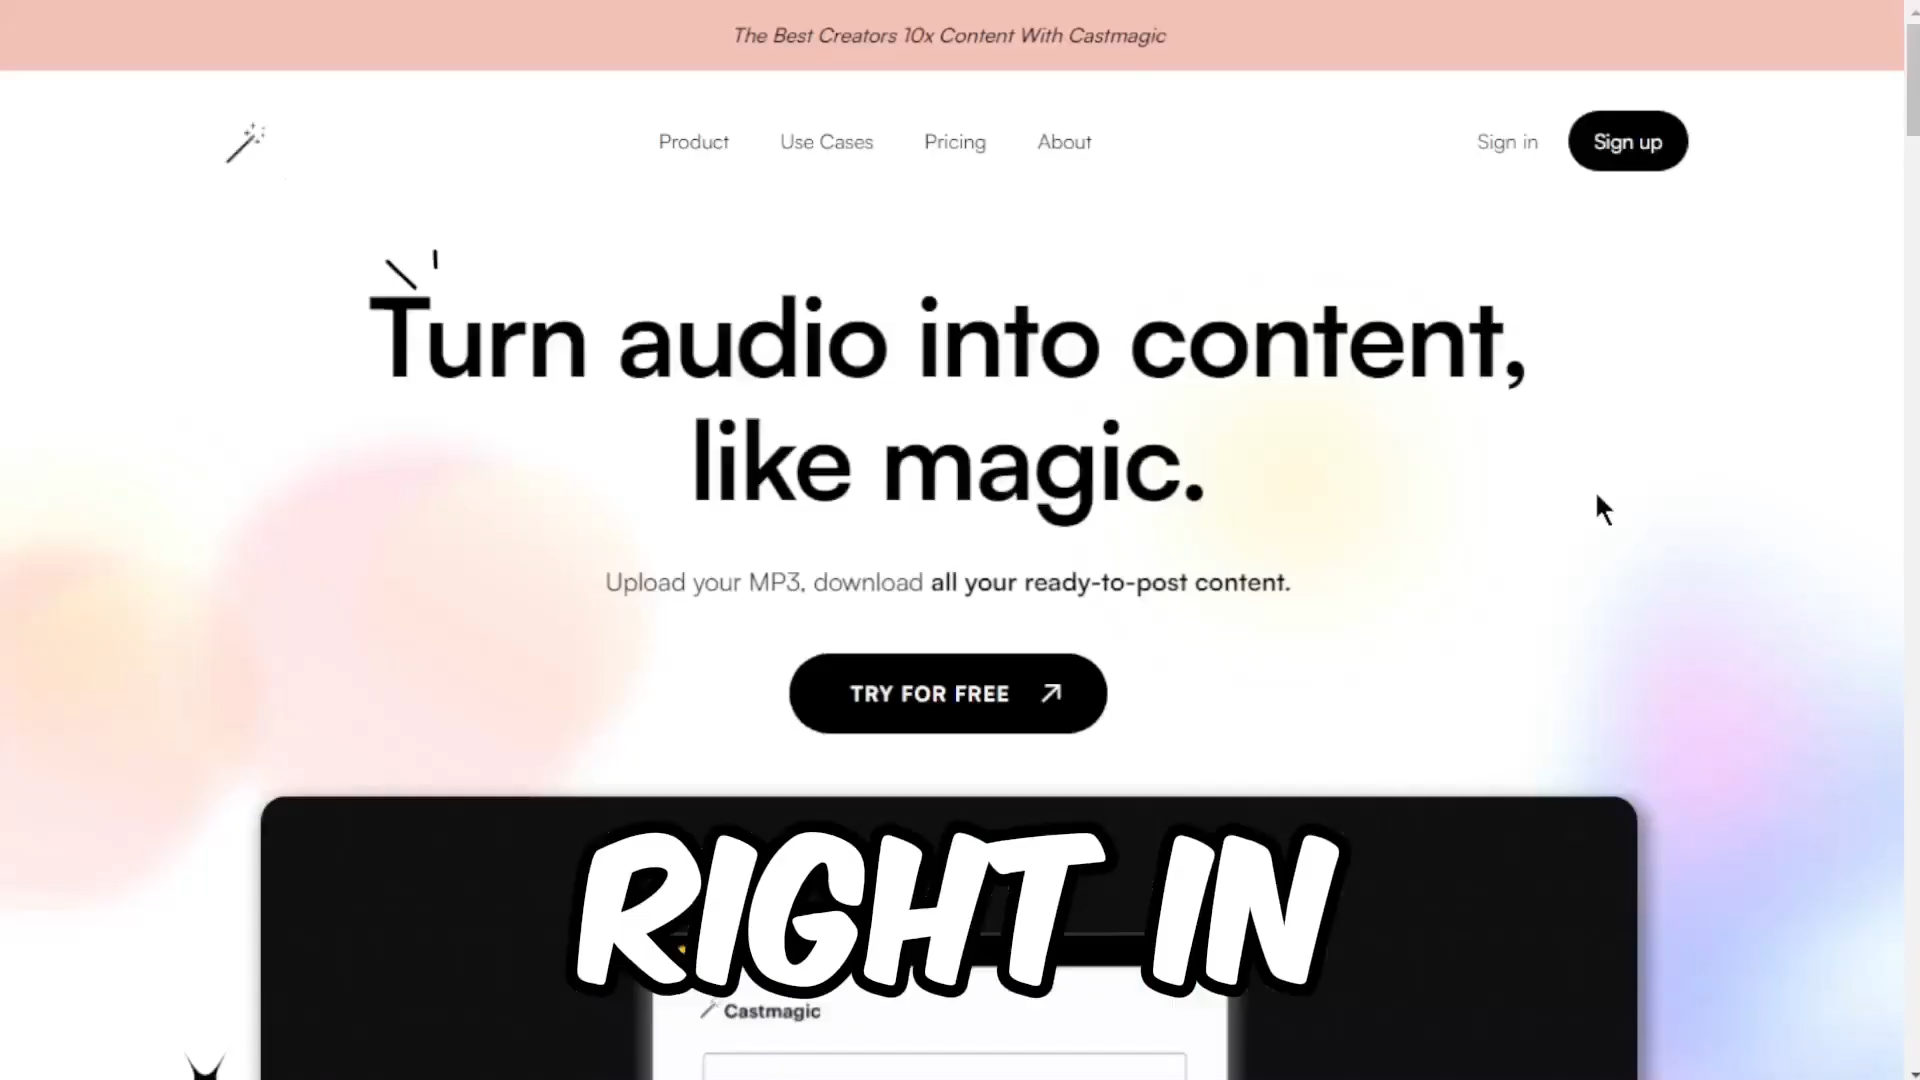 The Best Creators 10x Content With Castmagic
Product Use Cases Pricing About Sign in Sign up
Turn audio into content,
like magic.
Upload your MP3, download all your ready-to-post content.
TRY FOR FREE
RIGHT IN
Castmagic